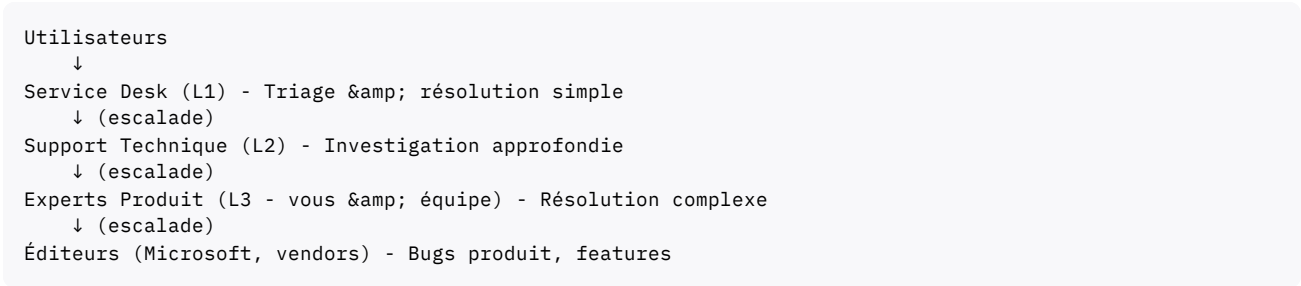 Utilisateurs
↓
Service Desk (L1) - Triage &amp; résolution simple
↓ (escalade)
Support Technique (L2) - Investigation approfondie
↓ (escalade)
Experts Produit (L3 - vous &amp; équipe) - Résolution complexe
↓ (escalade)
Éditeurs (Microsoft, vendors) - Bugs produit, features